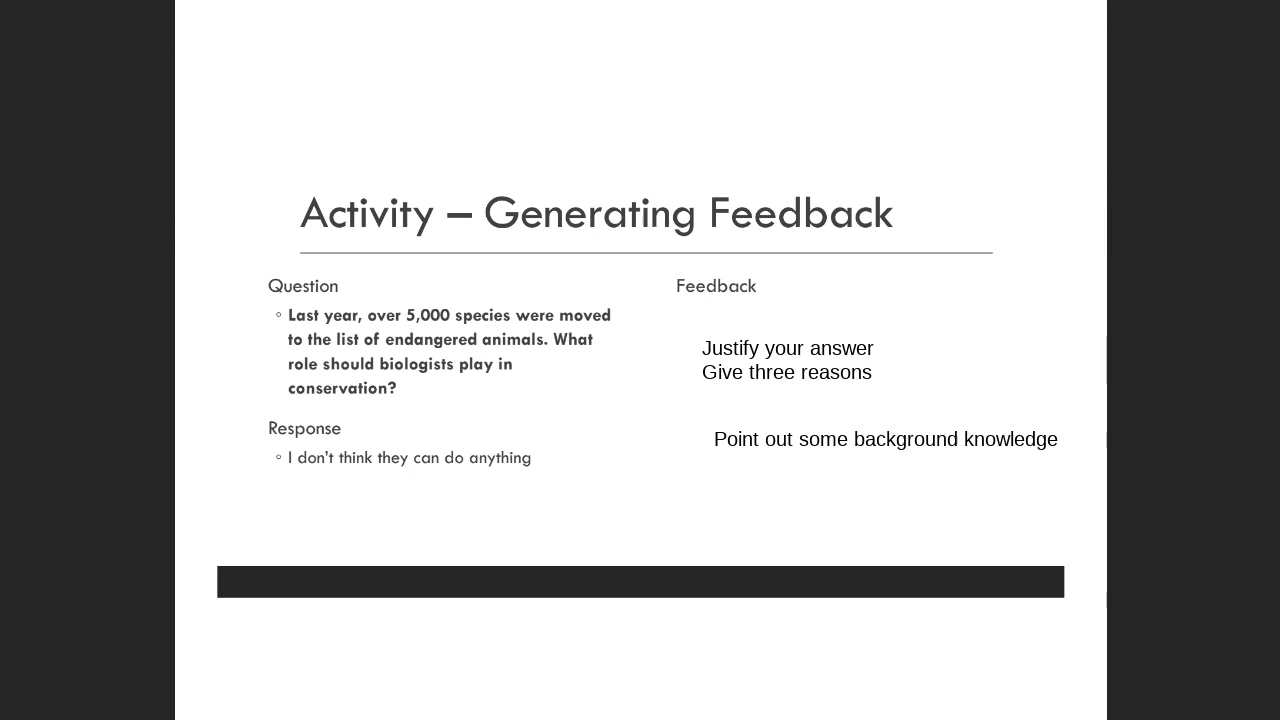 Activity – Generating Feedback
Question
◦ Last year, over 5,000 species were moved
to the list of endangered animals. What
role should biologists play in
conservation?
Response
◦ I don’t think they can do anything
Feedback
Justify your answer
Give three reasons
Point out some background knowledge